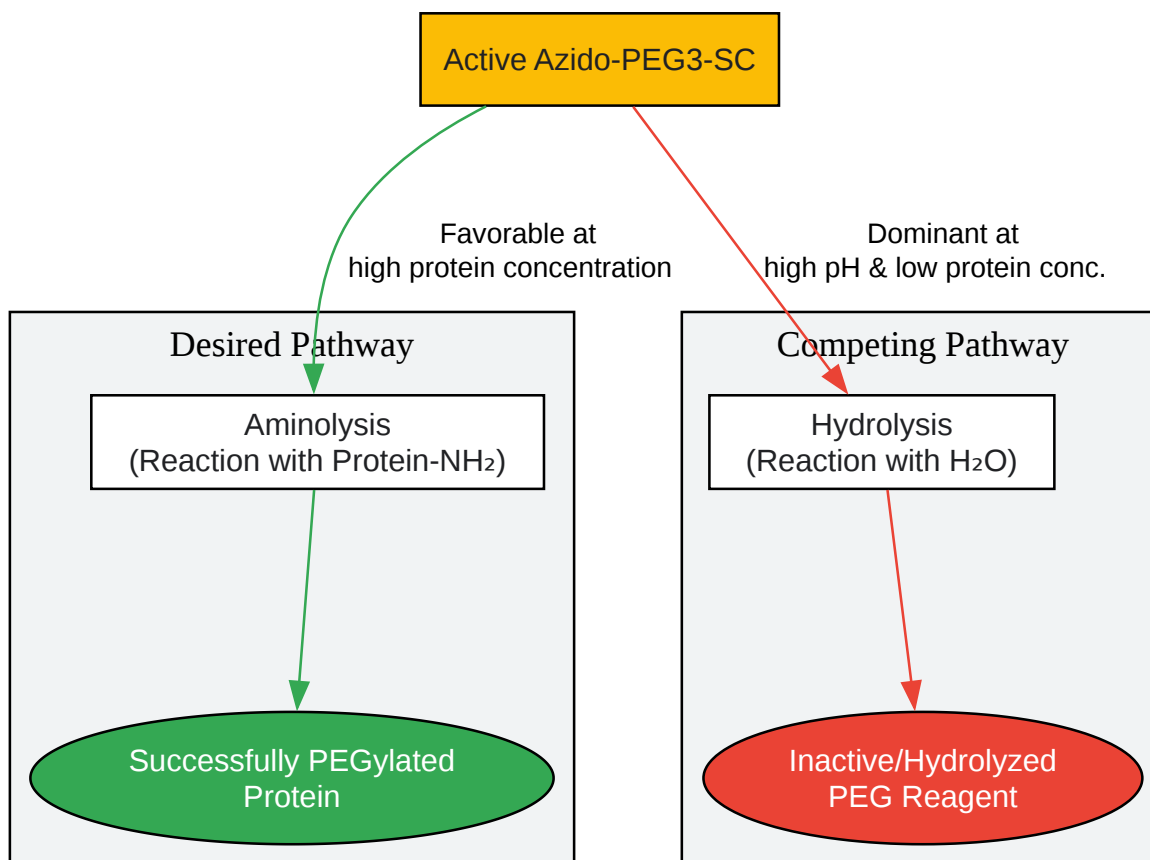 Active Azido-PEG3-SC
Favorable at
high protein concentration
Dominant at
high pH & low protein conc.
Desired Pathway
Aminolysis
(Reaction with Protein-NH₂)
Successfully PEGylated
Protein
Competing Pathway
Hydrolysis
(Reaction with H₂O)
Inactive/Hydrolyzed
PEG Reagent